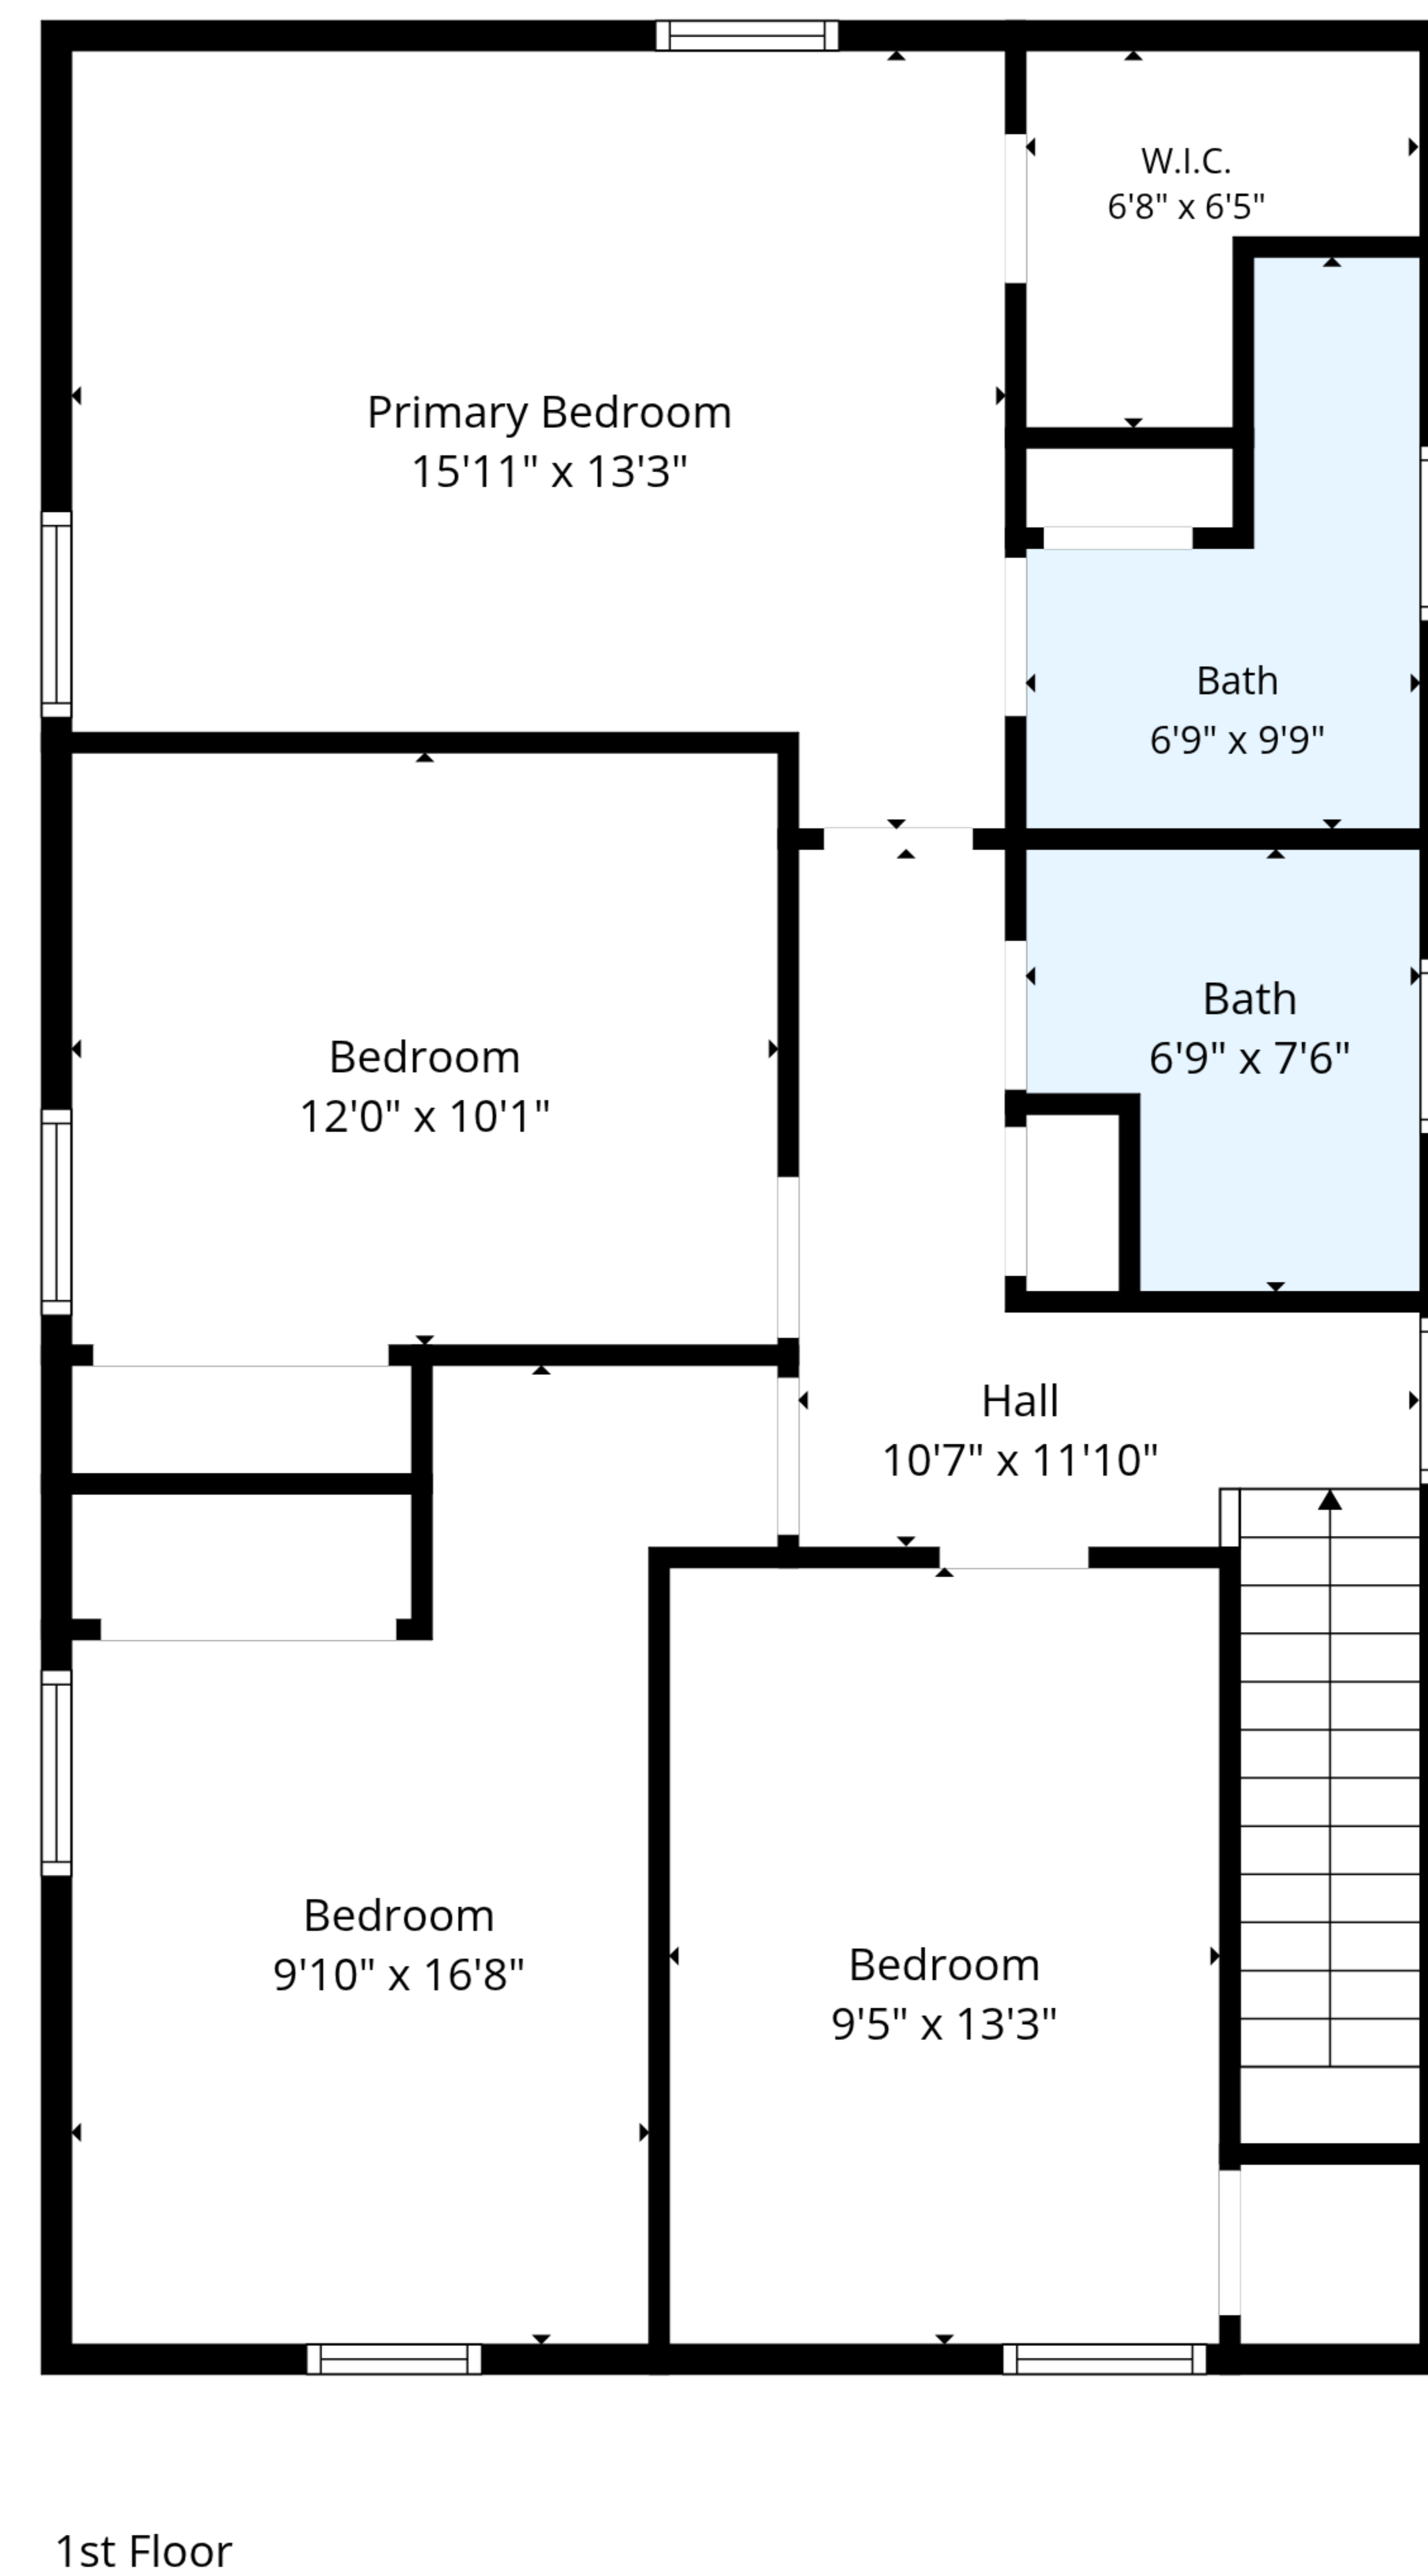 W.I.C.
6'8" x 6'5"
Primary Bedroom
15'11" x 13'3"
Bath
6'9" x 9'9"
Bath
6'9" x 7'6"
Bedroom
12'0" x 10'1"
Hall
10'7" x 11'10"
Bedroom
9'10" x 16'8"
Bedroom
9'5" x 13'3"
1st Floor